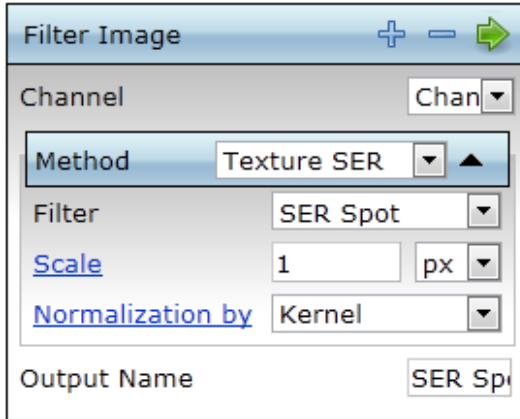 Filter Image
Channel Chan
Method Texture SER
Filter SER Spot
Scale 1 px
Normalization by Kernel
Output Name SER Spo